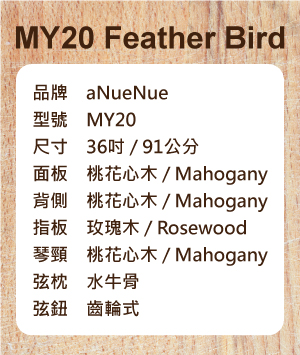 MY20 Feather Bird
品牌 aNueNue
型號 MY20
尺寸 36吋 / 91公分
面板 桃花心木 / Mahogany
背側 桃花心木 / Mahogany
指板 玫瑰木 / Rosewood
琴頸 桃花心木 / Mahogany
弦枕 水牛骨
弦鈕 齒輪式